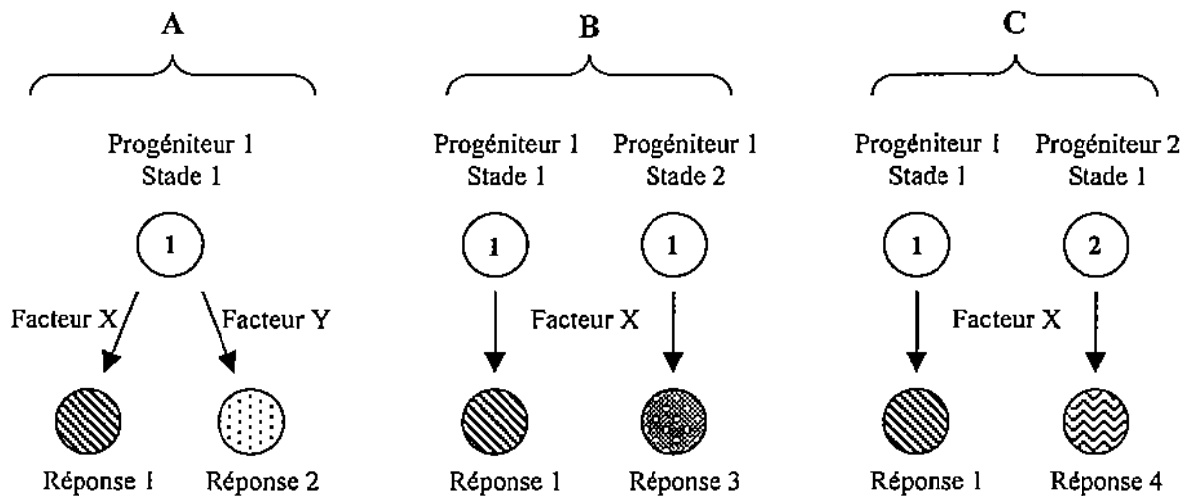 A
B
C
Progéniteur 1
Stade 1
Progéniteur 1
Stade 1
Progéniteur 1
Stade 2
Progéniteur 1
Stade 1
Progéniteur 2
Stade 1
1
1
1
1
2
Facteur X
Facteur Y
Facteur X
Facteur X
Réponse 1
Réponse 2
Réponse 1
Réponse 3
Réponse 1
Réponse 4